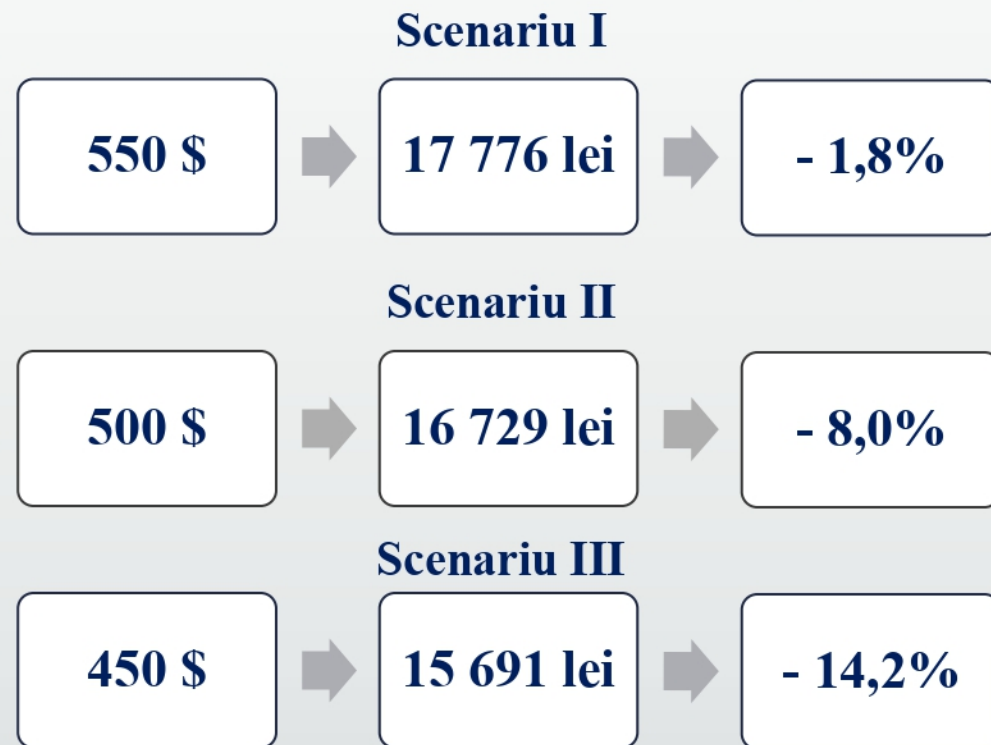 Scenariu I
550 $
17 776 lei
- 1,8%
Scenariu II
500 $
16 729 lei
- 8,0%
Scenariu III
450 $
15 691 lei
- 14,2%